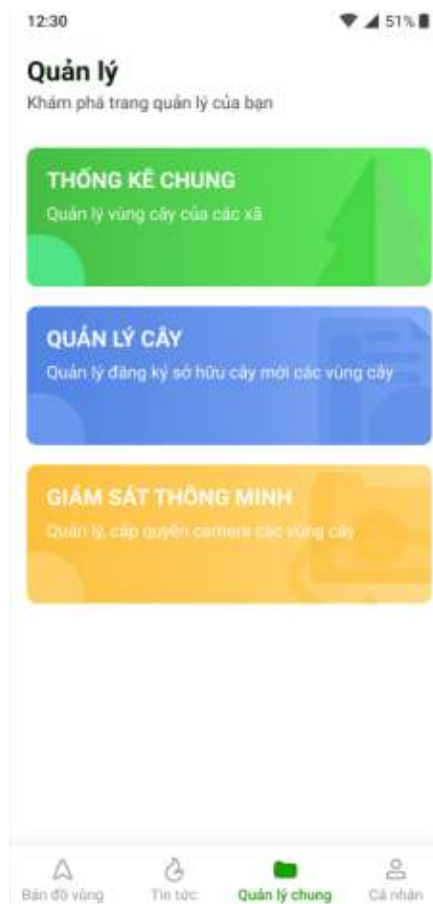 12:30
51%
Quản lý
Khám phá trang quản lý của bạn
THỐNG KÊ CHUNG
Quản lý vùng cây của các xã
QUẢN LÝ CÂY
Quản lý đăng ký sở hữu cây mới các vùng cây
GIÁM SÁT THÔNG MINH
Quản lý, cấp quyền camera các vùng cây
Bản đồ vùng
Tin tức
Quản lý chung
Cá nhân